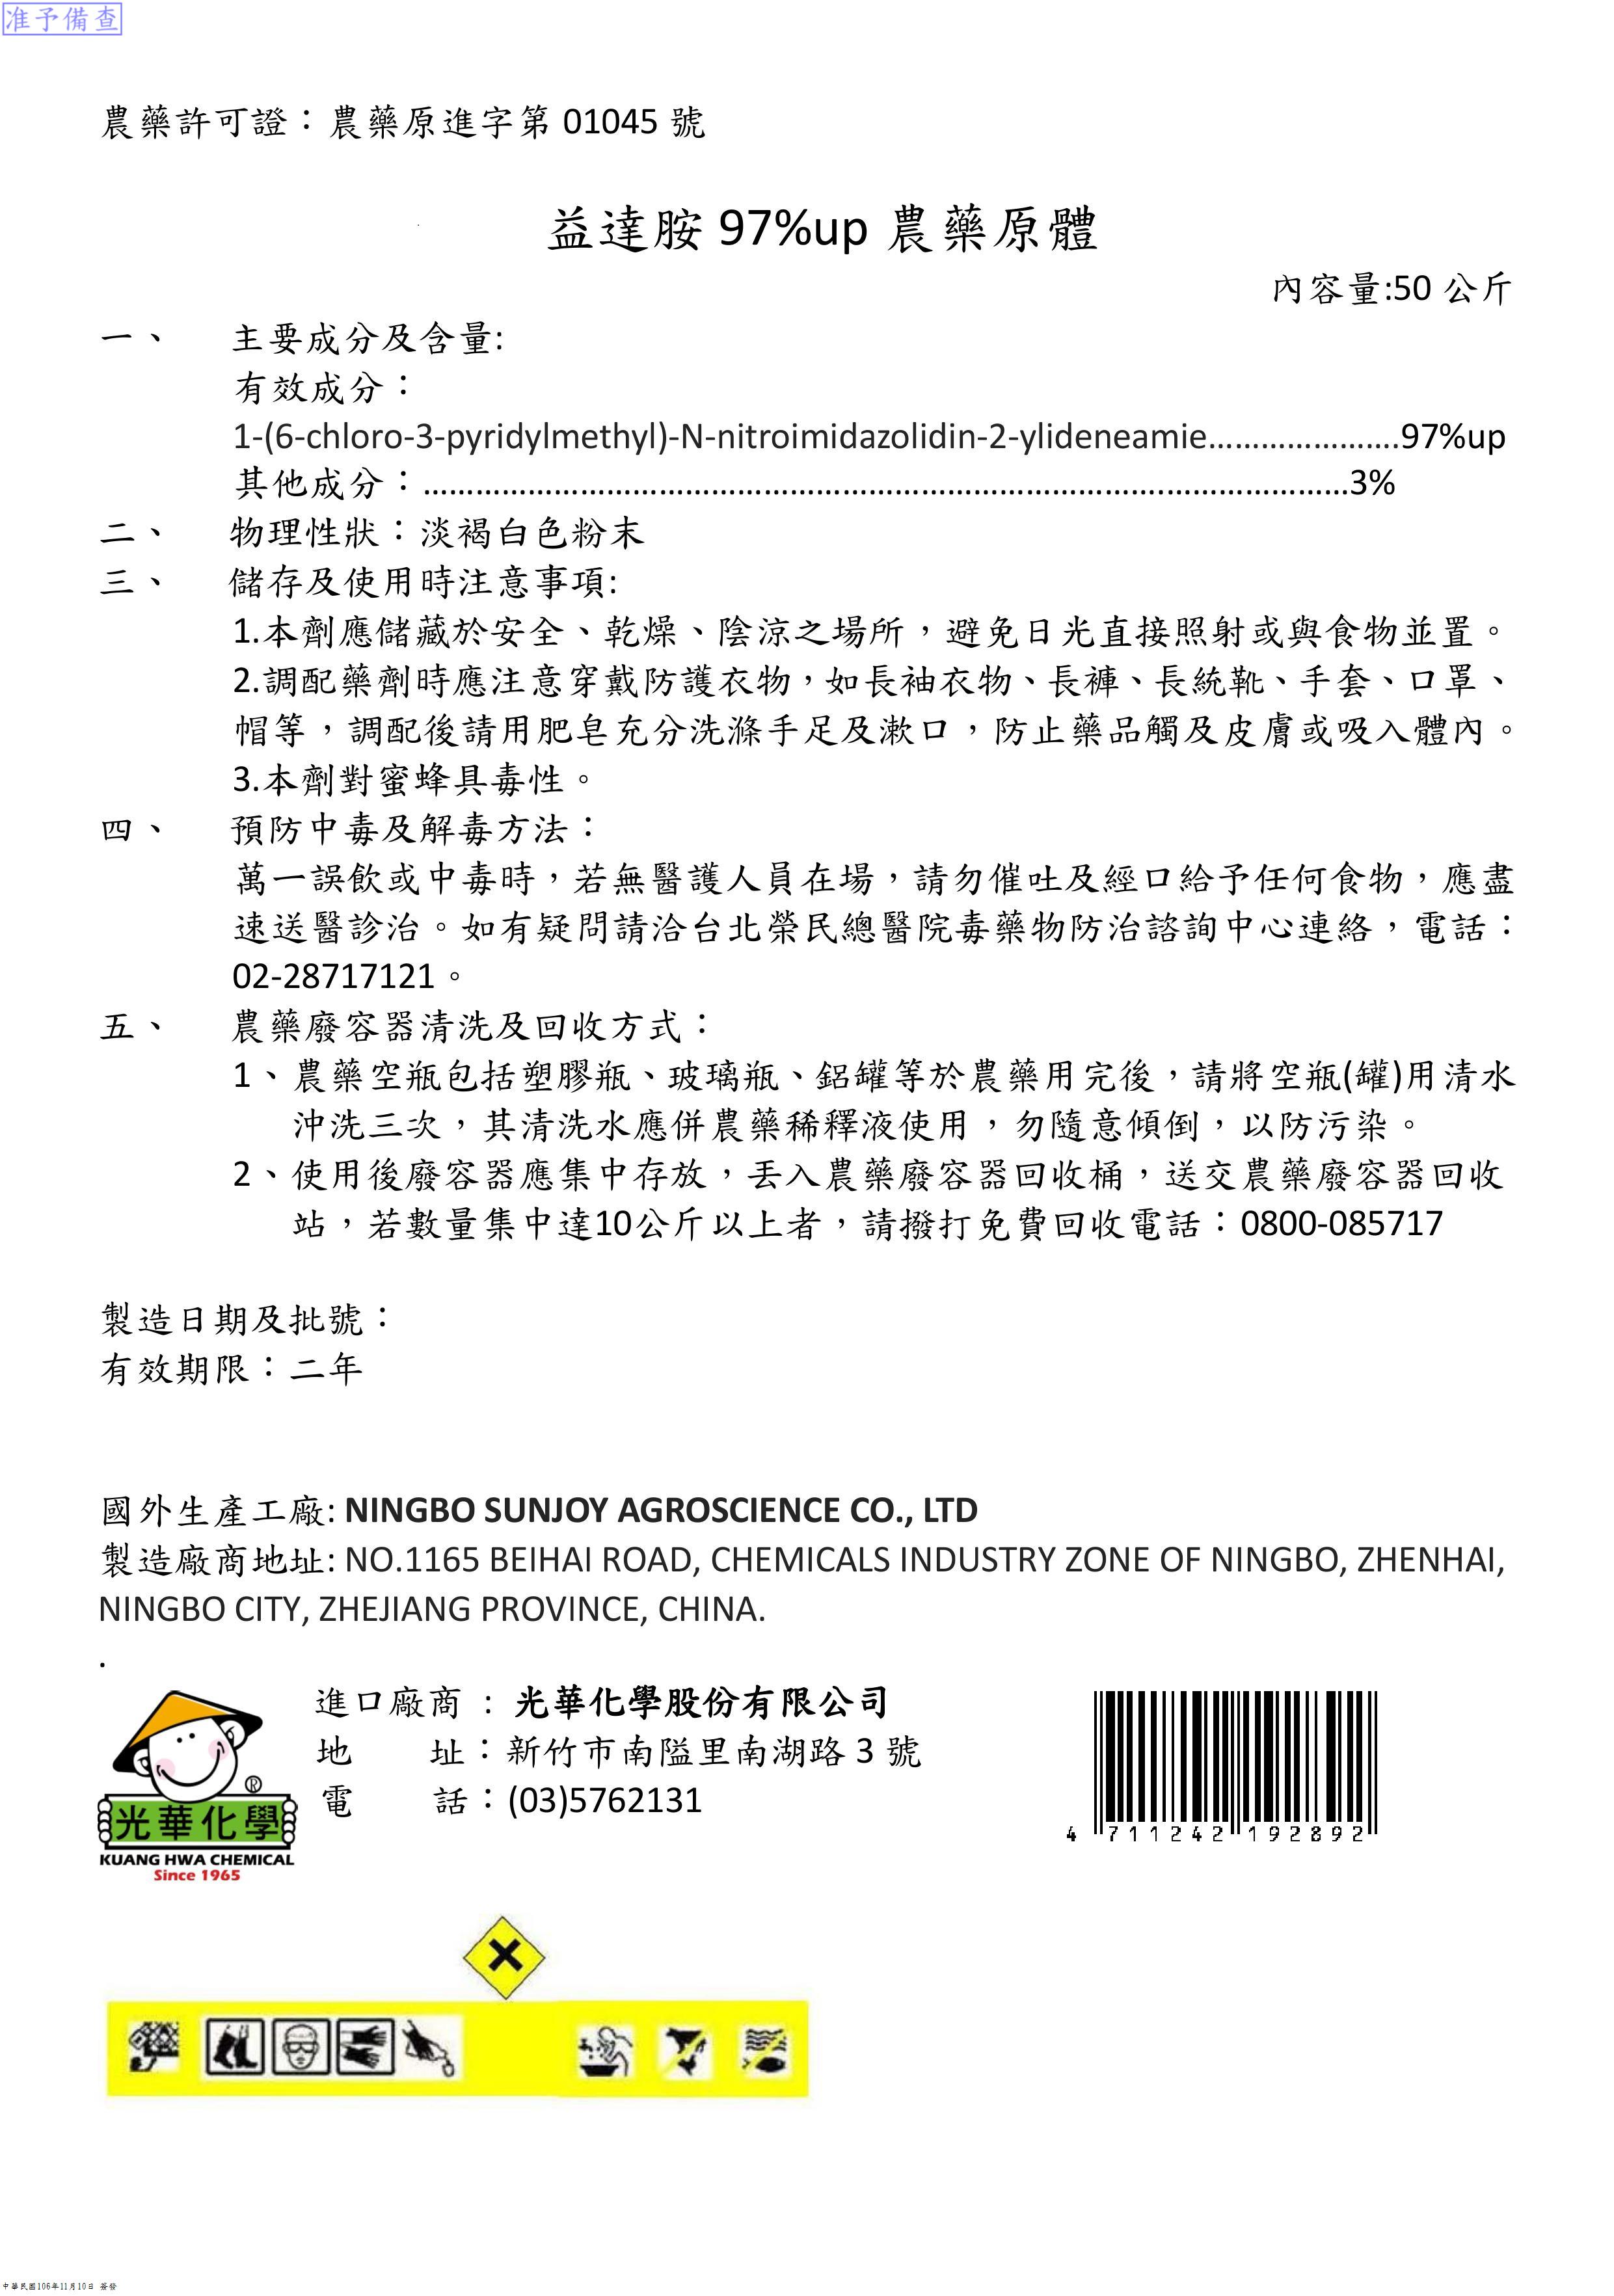 准予備查
農藥許可證：農藥原進字第 01045 號
益達胺 97%up 農藥原體
內容量:50 公斤
一、 主要成分及含量:
有效成分：
1-(6-chloro-3-pyridylmethyl)-N-nitroimidazolidin-2-ylideneamie......................97%up
其他成分：..............................................................................................................3%
二、 物理性狀：淡褐白色粉末
三、 儲存及使用時注意事項:
1.本劑應儲藏於安全、乾燥、陰涼之場所，避免日光直接照射或與食物並置。
2.調配藥劑時應注意穿戴防護衣物，如長袖衣物、長褲、長統靴、手套、口罩、
帽等，調配後請用肥皂充分洗滌手足及漱口，防止藥品觸及皮膚或吸入體內。
3.本劑對蜜蜂具毒性。
四、 預防中毒及解毒方法：
萬一誤飲或中毒時，若無醫護人員在場，請勿催吐及經口給予任何食物，應盡
速送醫診治。如有疑問請洽台北榮民總醫院毒藥物防治諮詢中心連絡，電話：
02-28717121。
五、 農藥廢容器清洗及回收方式：
1、農藥空瓶包括塑膠瓶、玻璃瓶、鋁罐等於農藥用完後，請將空瓶(罐)用清水
沖洗三次，其清洗水應併農藥稀釋液使用，勿隨意傾倒，以防污染。
2、使用後廢容器應集中存放，丟入農藥廢容器回收桶，送交農藥廢容器回收
站，若數量集中達10公斤以上者，請撥打免費回收電話：0800-085717
製造日期及批號：
有效期限：二年
國外生產工廠: NINGBO SUNJOY AGROSCIENCE CO., LTD
製造廠商地址: NO.1165 BEIHAI ROAD, CHEMICALS INDUSTRY ZONE OF NINGBO, ZHENHAI,
NINGBO CITY, ZHEJIANG PROVINCE, CHINA.
.
進口廠商 : 光華化學股份有限公司
地 址：新竹市南隘里南湖路 3 號
電 話：(03)5762131
®
光華化學
KUANG HWA CHEMICAL
Since 1965
4 711242 192892
中華民國106年11月10日 簽發